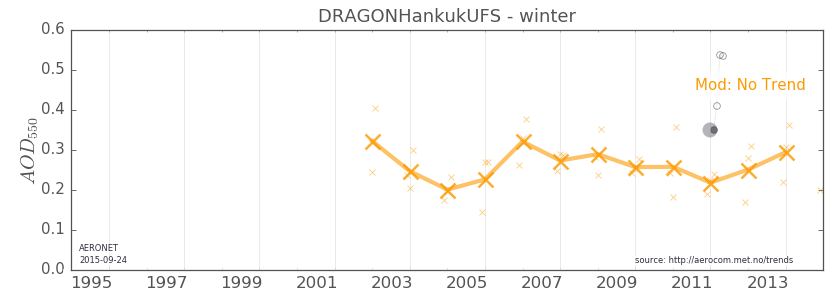 DRAGONHankukUFS - winter
0.6
0.5
0.4
0.3
0.2
0.1
0.0
AOD550
Mod: No Trend
AERONET
2015-09-24
source: http://aerocom.met.no/trends
1995 1997 1999 2001 2003 2005 2007 2009 2011 2013